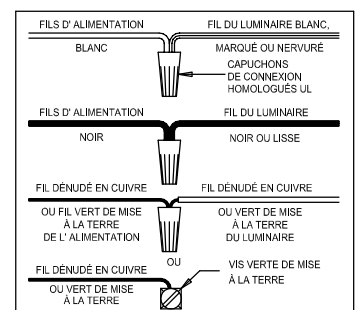 FILS D' ALIMENTATION
FIL DU LUMINAIRE BLANC,
BLANC
MARQUÉ OU NERVURÉ
CAPUCHONS
DE CONNEXION
HOMOLOGUÉS UL
FILS D' ALIMENTATION
FIL DU LUMINAIRE
NOIR
NOIR OU LISSE
FIL DÉNUDÉ EN CUIVRE
FIL DÉNUDÉ EN CUIVRE
OU FIL VERT DE MISE
À LA TERRE
DE L' ALIMENTATION
OU VERT DE MISE
À LA TERRE
DU LUMINAIRE
OU
FIL DÉNUDÉ EN CUIVRE
OU VERT DE MISE
À LA TERRE
VIS VERTE DE MISE
À LA TERRE